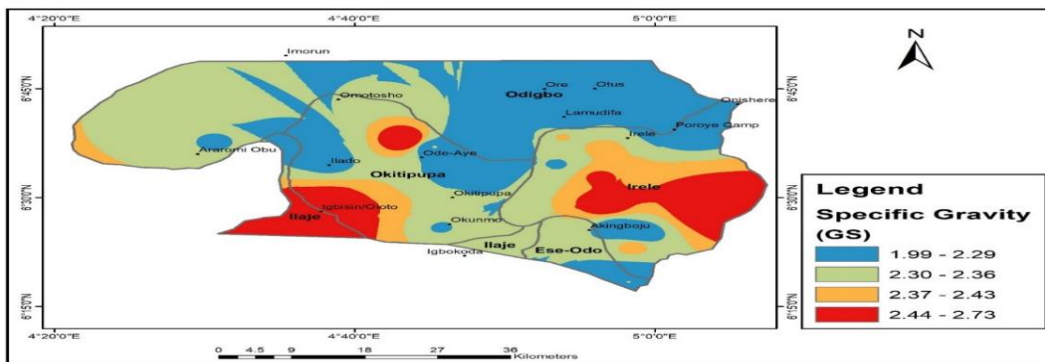 4°20'0"E 4°40'0"E 5°0'0"E
N
Imorun
6°45'0"N 6°45'0"N
Ore Otus
Odigbo
Omotosho
Onishere
Lamudifa
Poroye Camp
Irele
Araromi Obu
Ilado
Ode-Aye
Okitipupa
Irele
Okitipupa
6°30'0"N 6°30'0"N
Igbisin/Oloto
Ilaje
Okunmo
Akingboju
Ilaje
Ese-Odo
Igbokoda
6°15'0"N 6°15'0"N
4°20'0"E 4°40'0"E 5°0'0"E
0 4.5 9 18 27 36
Kilometers
Legend
Specific Gravity
(GS)
1.99 - 2.29
2.30 - 2.36
2.37 - 2.43
2.44 - 2.73